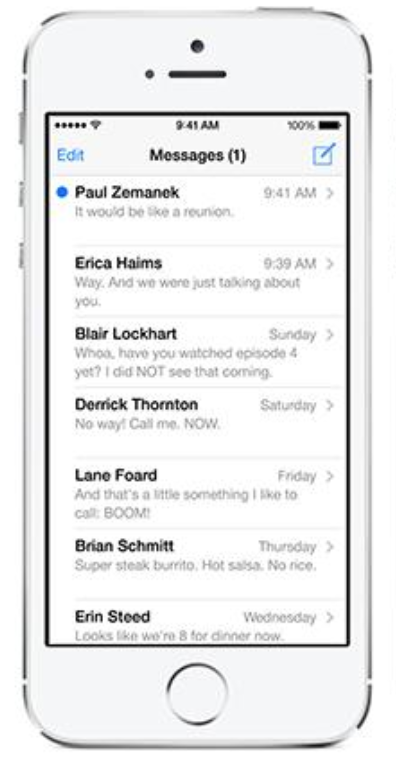 9:41 AM 100%
Edit Messages (1)
Paul Zemanek 9:41 AM
It would be like a reunion.
Erica Haims 9:39 AM
Way. And we were just talking about
you.
Blair Lockhart Sunday
Whoa, have you watched episode 4
yet? I did NOT see that coming.
Derrick Thornton Saturday
No way! Call me. NOW.
Lane Foard Friday
And that's a little something I like to
call: BOOM!
Brian Schmitt Thursday
Super steak burrito. Hot salsa. No rice.
Erin Steed Wednesday
Looks like we're 8 for dinner now.